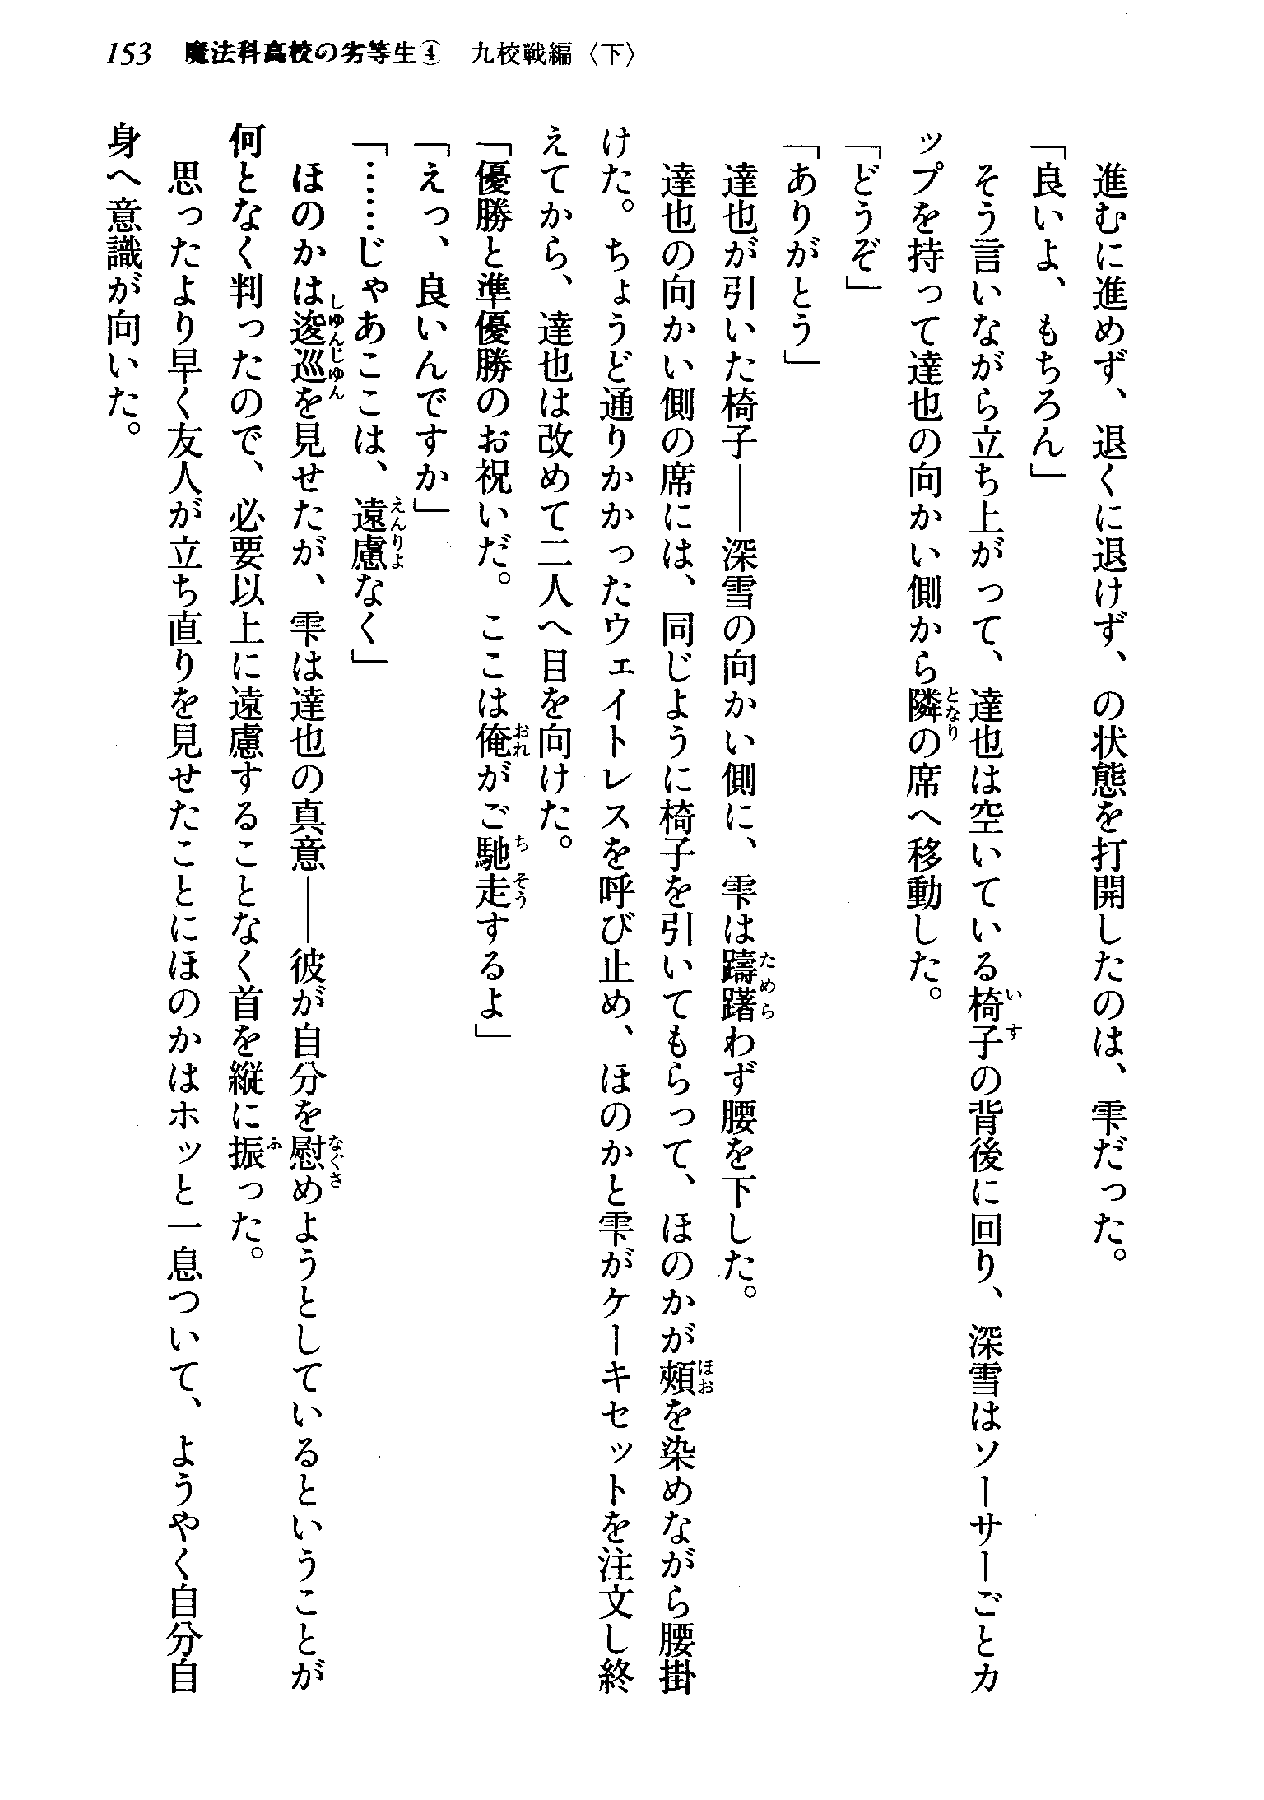 153　魔法科高校の劣等生④　九校戦編〈下〉
　進むに進めず、退くに退けず、の状態を打開したのは、雫だった。
「良いよ、もちろん」
　そう言いながら立ち上がって、達也は空いている椅子の背後に回り、深雪はソーサーごとカ
ップを持って達也の向かい側から隣の席へ移動した。
「どうぞ」
「ありがとう」
　達也が引いた椅子――深雪の向かい側に、雫は躊躇わず腰を下した。
　達也の向かい側の席には、同じように椅子を引いてもらって、ほのかが頰を染めながら腰掛
けた。ちょうど通りかかったウェイトレスを呼び止め、ほのかと雫がケーキセットを注文し終
えてから、達也は改めて二人へ目を向けた。
「優勝と準優勝のお祝いだ。ここは俺がご馳走するよ」
「えっ、良いんですか」
「……じゃあここは、遠慮なく」
　ほのかは逡巡を見せたが、雫は達也の真意――彼が自分を慰めようとしているということが
何となく判ったので、必要以上に遠慮することなく首を縦に振った。
　思ったより早く友人が立ち直りを見せたことにほのかはホッと一息ついて、ようやく自分自
身へ意識が向いた。